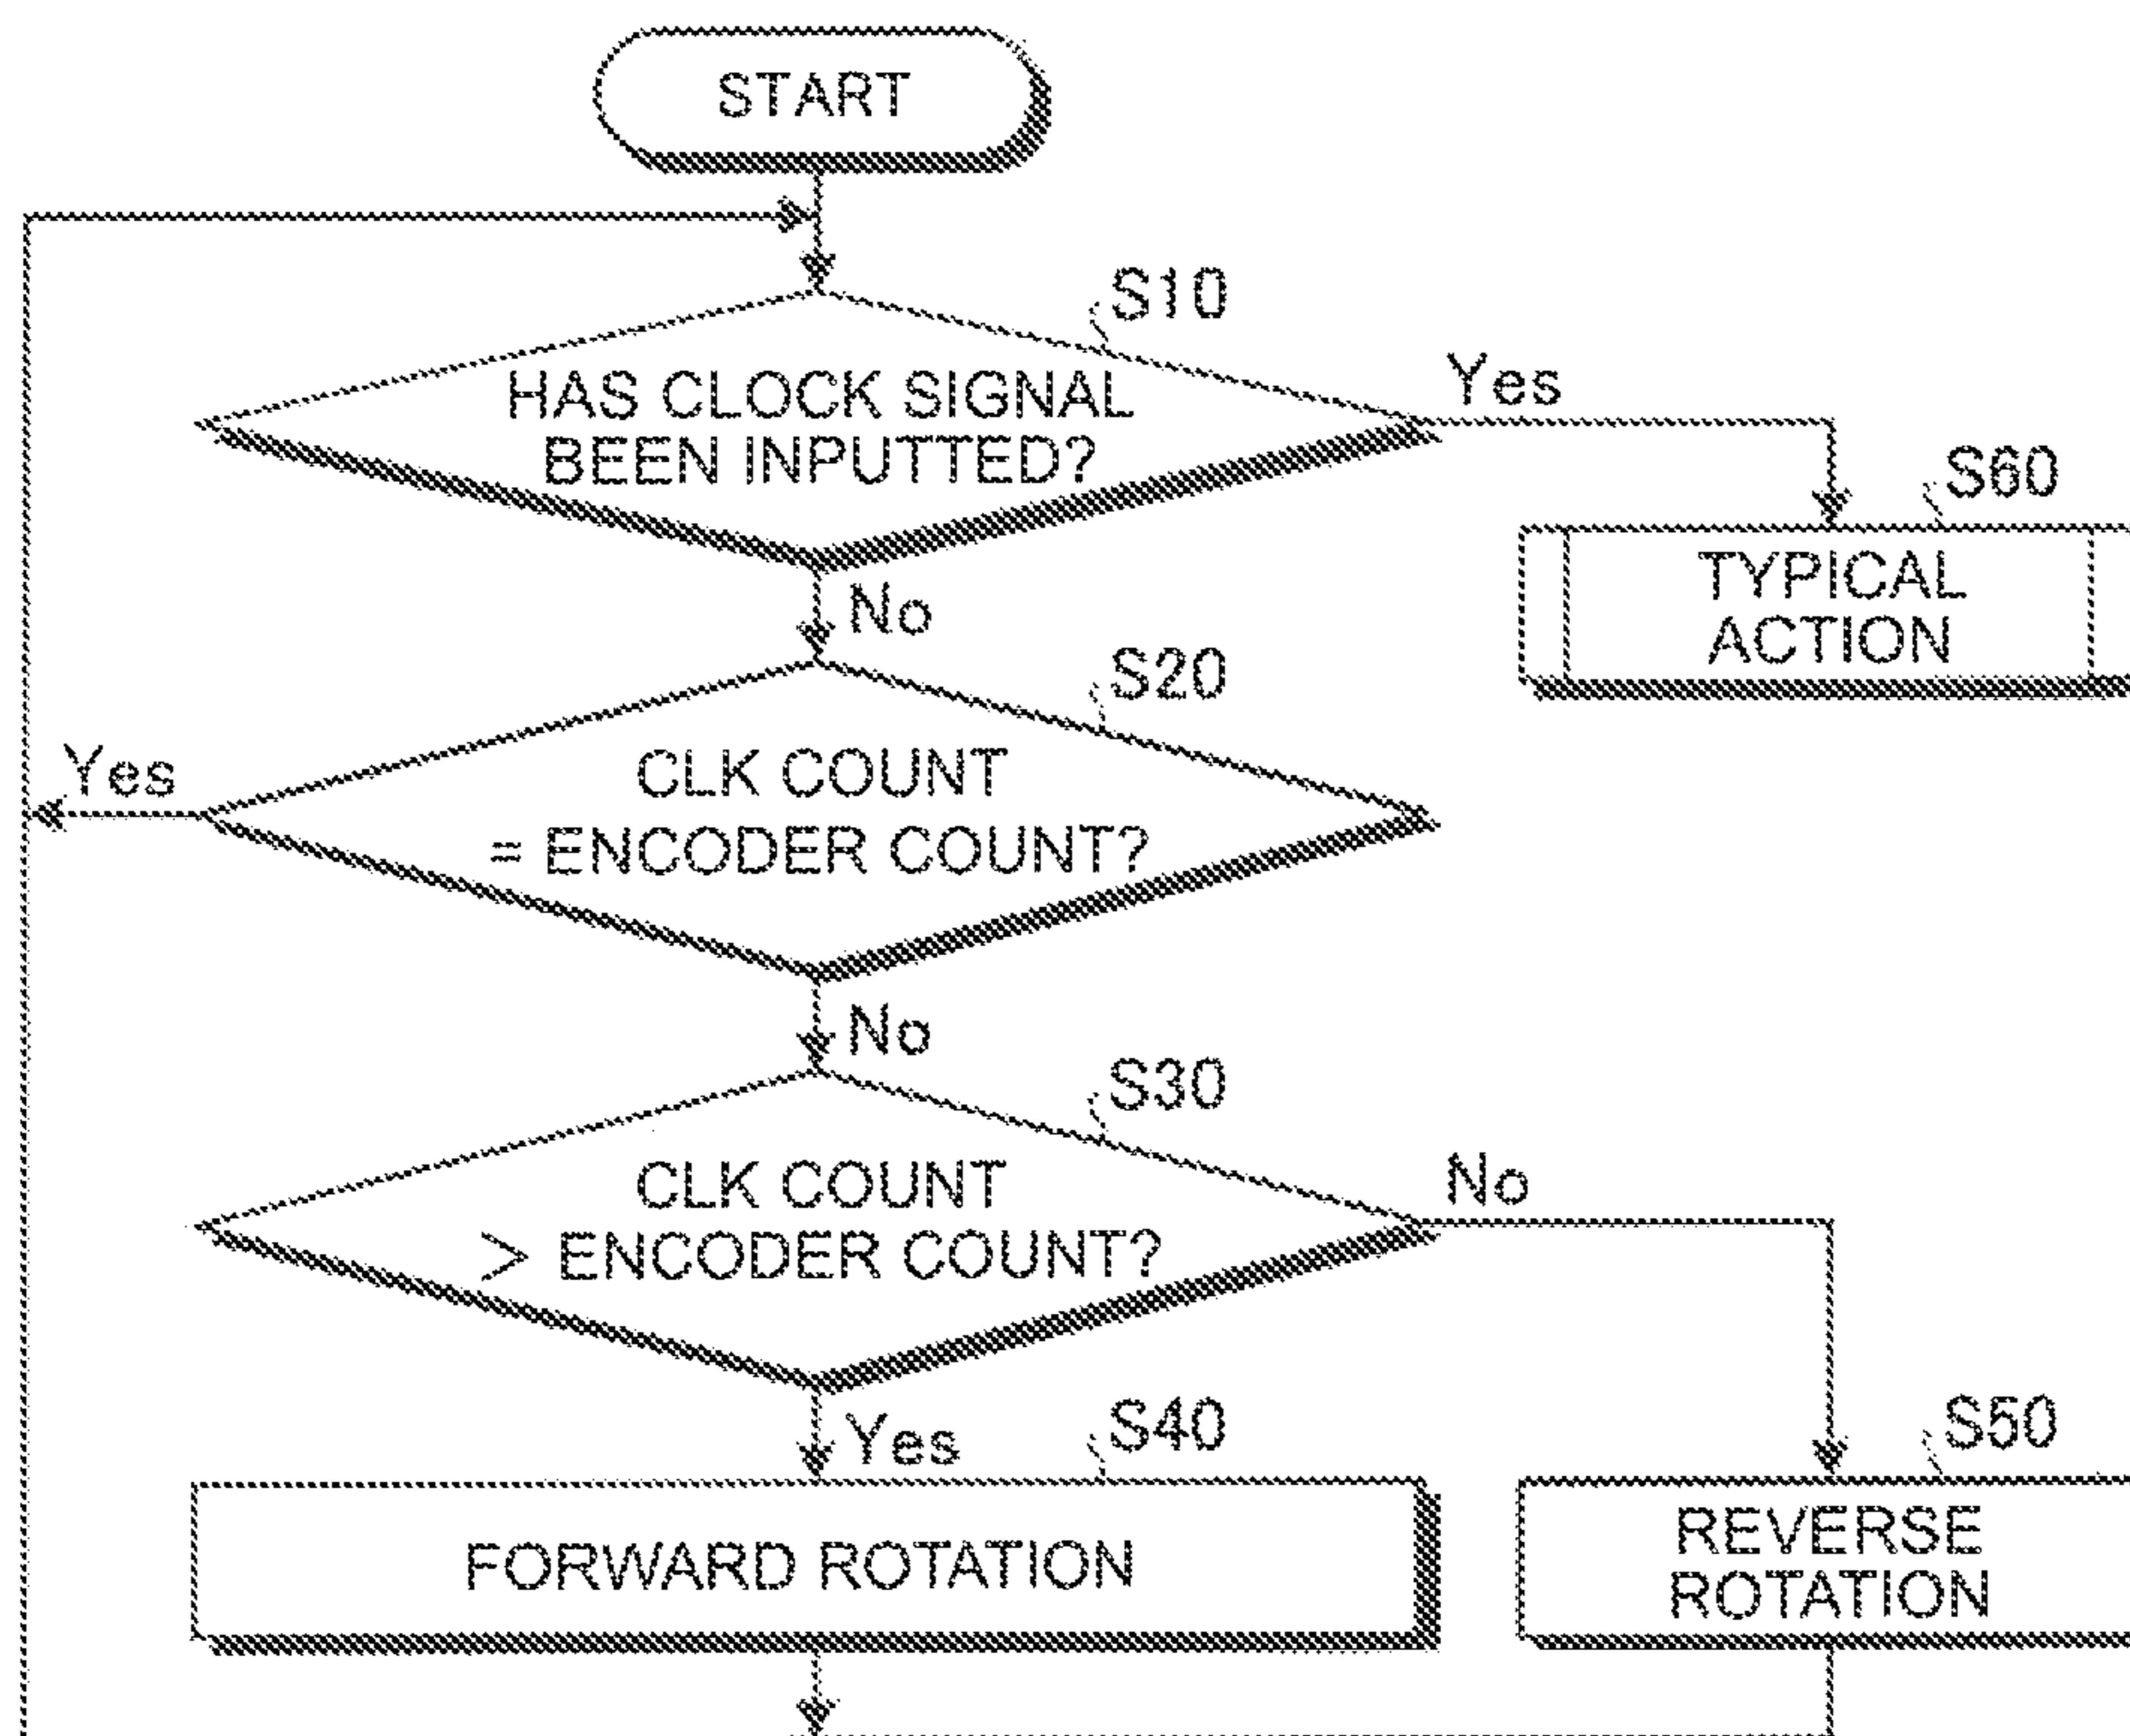 START
S10
HAS CLOCK SIGNAL
BEEN INPUTTED?
Yes
S60
TYPICAL
ACTION
No
S20
CLK COUNT
= ENCODER COUNT?
Yes
No
S30
CLK COUNT
> ENCODER COUNT?
No
Yes
S40
FORWARD ROTATION
S50
REVERSE
ROTATION